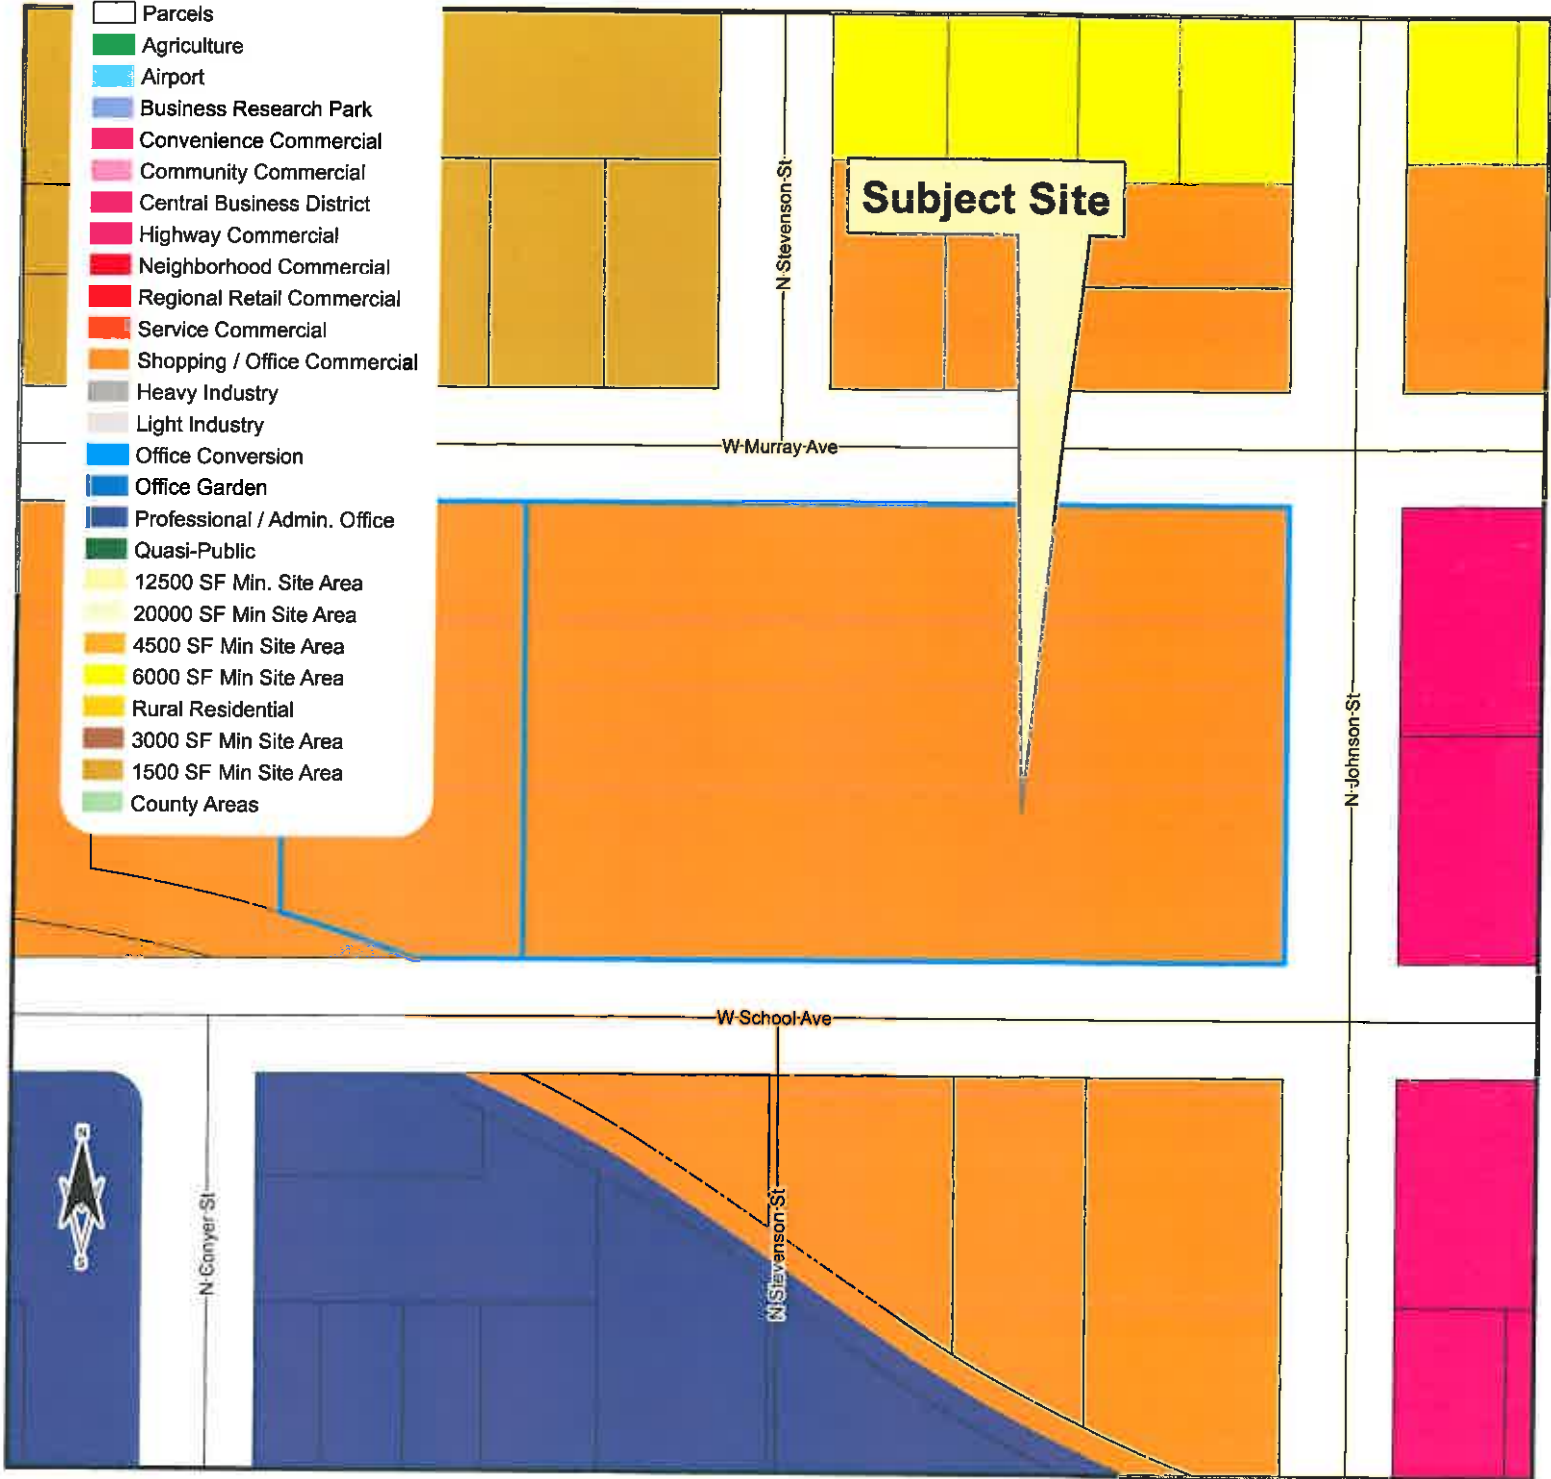 Parcels
Agriculture
Airport
Business Research Park
Convenience Commercial
Community Commercial
Central Business District
Highway Commercial
Neighborhood Commercial
Regional Retail Commercial
Service Commercial
Shopping / Office Commercial
Heavy Industry
Light Industry
Office Conversion
Office Garden
Professional / Admin. Office
Quasi-Public
12500 SF Min. Site Area
20000 SF Min Site Area
4500 SF Min Site Area
6000 SF Min Site Area
Rural Residential
3000 SF Min Site Area
1500 SF Min Site Area
County Areas
Subject Site
N Stevenson St
W Murray Ave
N Johnson St
W School Ave
N Conyer St
N Stevenson St
N
S